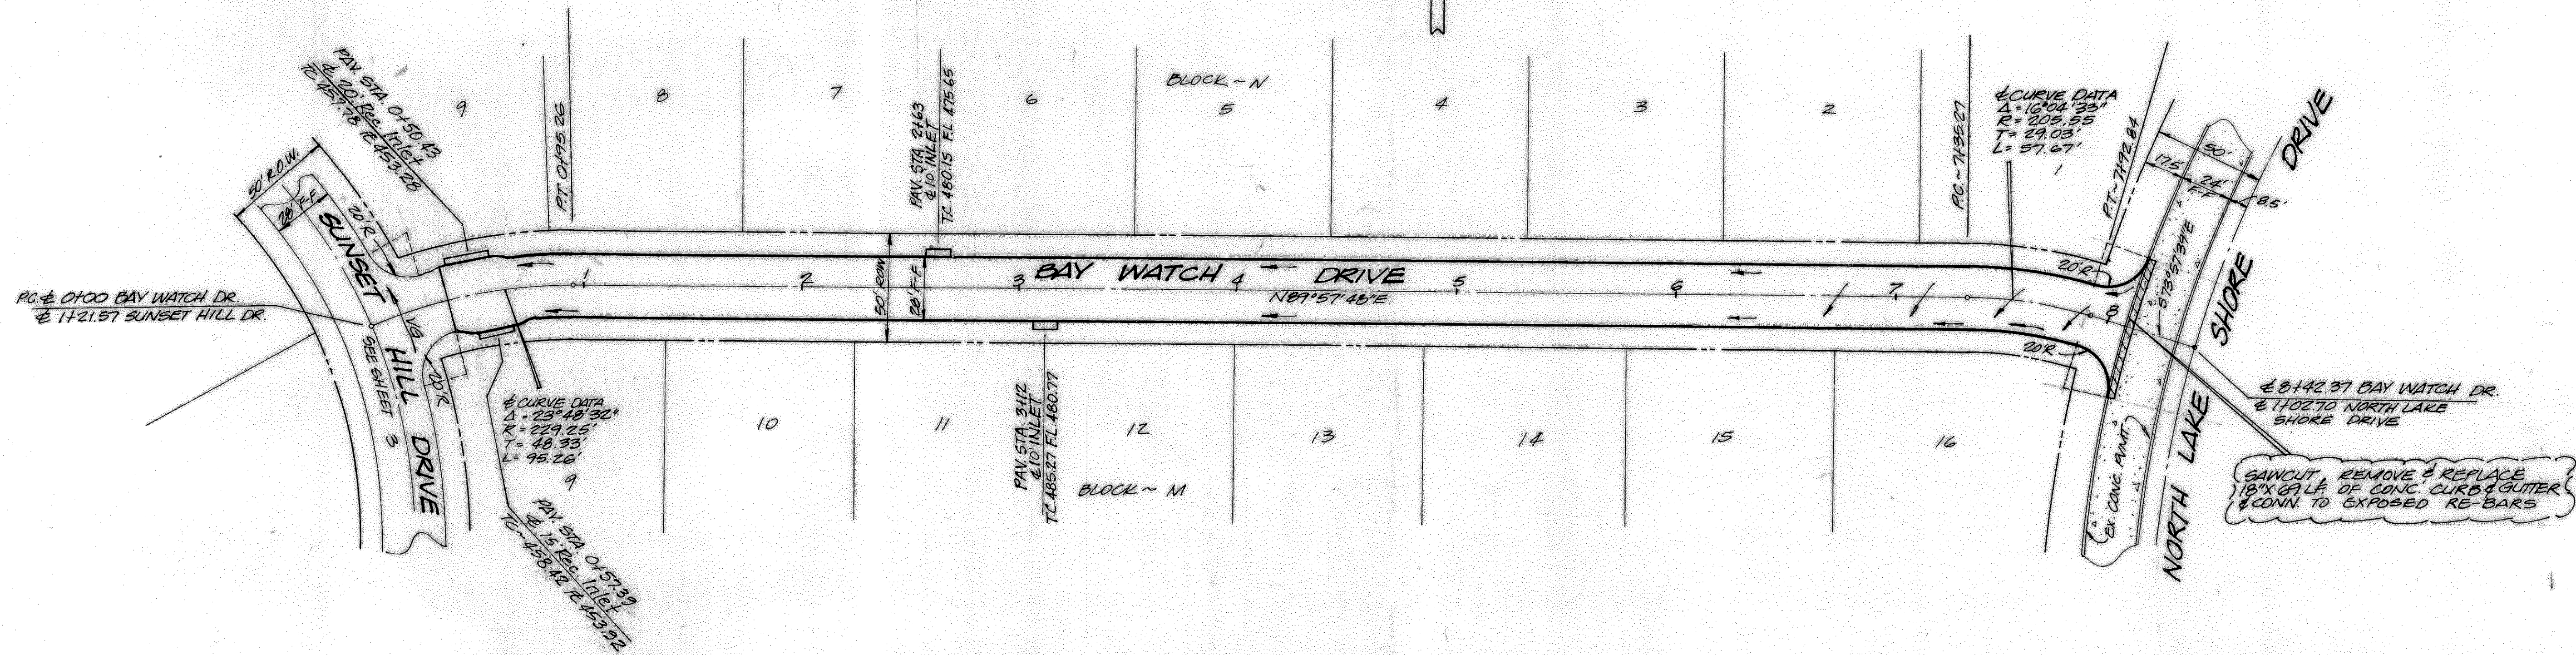 PAV. STA. 0+50.43
℄ 20' Rec. Inlet
TC 457.78 FL 453.28
9
P.T. 0+95.26
8
7
PAV. STA. 2+63
℄ 10' INLET
T.C. 480.15 F.L. 475.65
6
BLOCK ~ N
5
4
3
2
P.C. ~ 7+35.27
℄ CURVE DATA
Δ = 16°04'33"
R = 205.55
T = 29.03'
L = 57.67'
1
P.T. ~ 7+92.84
50'
17.5
24'
F-F
8.5'
50' R.O.W.
28' F-F
20'R
SUNSET HILL DRIVE
VG
SEE SHEET 3
20'R
P.C. ℄ 0+00 BAY WATCH DR.
℄ 1+21.57 SUNSET HILL DR.
1
2
3
4
5
6
7
8
BAY WATCH DRIVE
N89°57'48"E
50' ROW
28' F-F
20'R
20'R
S73°57'39"E
NORTH LAKE SHORE DRIVE
EX. CONC. PVMT.
℄ 8+42.37 BAY WATCH DR.
℄ 1+02.70 NORTH LAKE
SHORE DRIVE
SAWCUT, REMOVE & REPLACE
18"X 69 L.F. OF CONC. CURB & GUTTER
& CONN. TO EXPOSED RE-BARS
℄ CURVE DATA
Δ = 23°48'32"
R = 229.25'
T = 48.33'
L = 95.26'
9
PAV. STA. 0+57.39
℄ 15' Rec. Inlet
TC ~ 458.42 FL 453.92
10
11
PAV. STA. 3+12
℄ 10' INLET
T.C. 485.27 F.L. 480.77
12
BLOCK ~ M
13
14
15
16